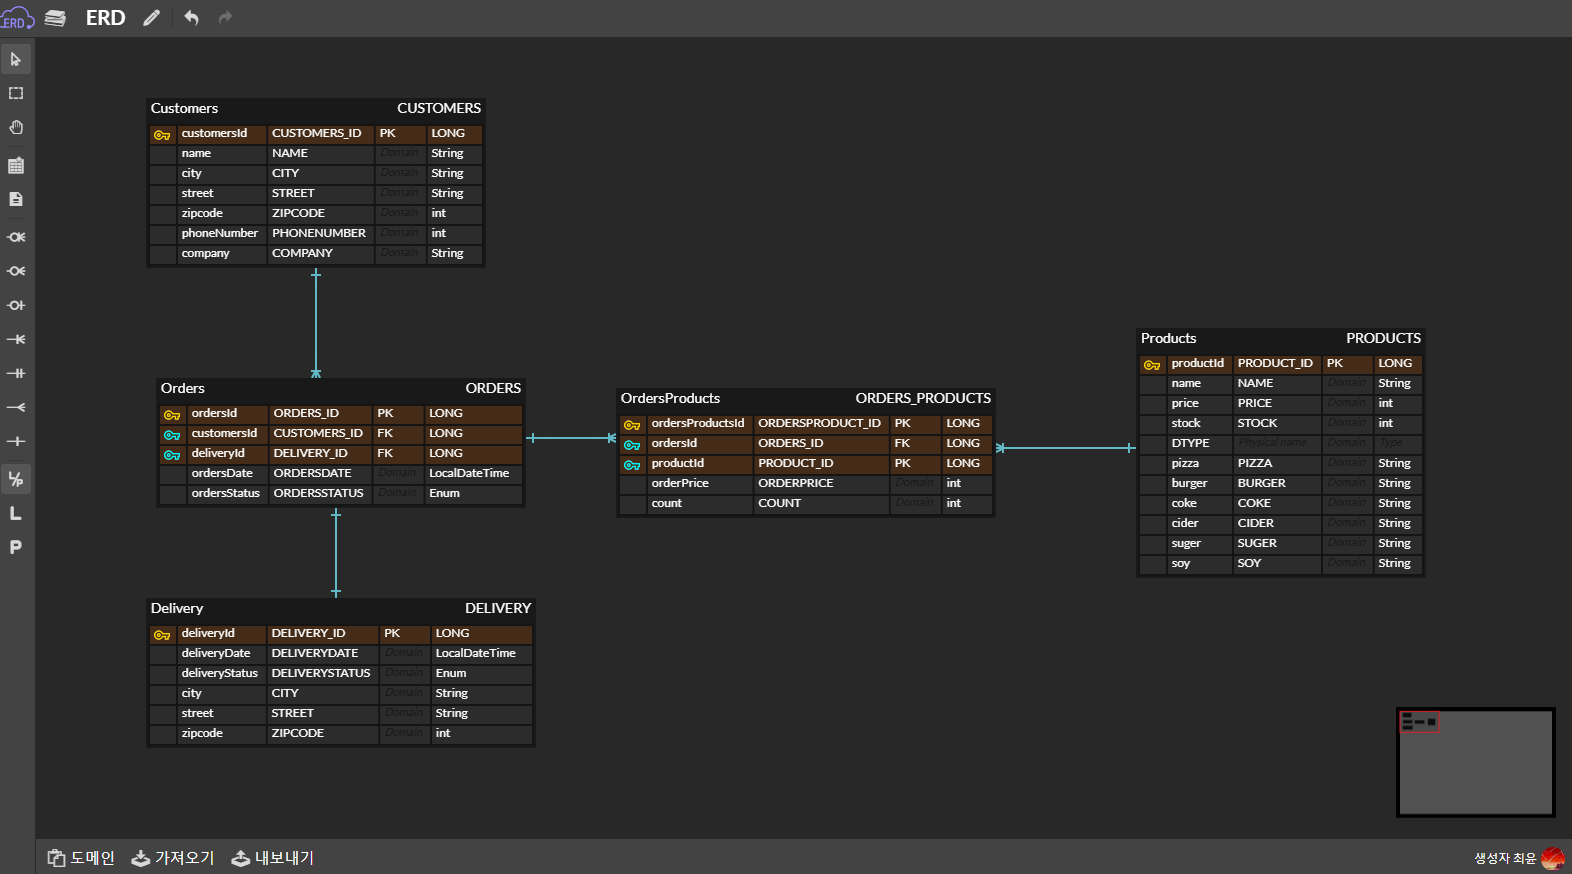 ERD ERD
Customers CUSTOMERS
customersId CUSTOMERS_ID PK LONG
name NAME Domain String
city CITY Domain String
street STREET Domain String
zipcode ZIPCODE Domain int
phoneNumber PHONENUMBER Domain int
company COMPANY Domain String
Orders ORDERS
ordersId ORDERS_ID PK LONG
customersId CUSTOMERS_ID FK LONG
deliveryId DELIVERY_ID FK LONG
ordersDate ORDERSDATE Domain LocalDateTime
ordersStatus ORDERSSTATUS Domain Enum
OrdersProducts ORDERS_PRODUCTS
ordersProductsId ORDERSPRODUCT_ID PK LONG
ordersId ORDERS_ID FK LONG
productId PRODUCT_ID PK LONG
orderPrice ORDERPRICE Domain int
count COUNT Domain int
Products PRODUCTS
productId PRODUCT_ID PK LONG
name NAME Domain String
price PRICE Domain int
stock STOCK Domain int
DTYPE Physical name Domain Type
pizza PIZZA Domain String
burger BURGER Domain String
coke COKE Domain String
cider CIDER Domain String
suger SUGER Domain String
soy SOY Domain String
Delivery DELIVERY
deliveryId DELIVERY_ID PK LONG
deliveryDate DELIVERYDATE Domain LocalDateTime
deliveryStatus DELIVERYSTATUS Domain Enum
city CITY Domain String
street STREET Domain String
zipcode ZIPCODE Domain int
L/P
L
P
도메인 가져오기 내보내기 생성자 최윤